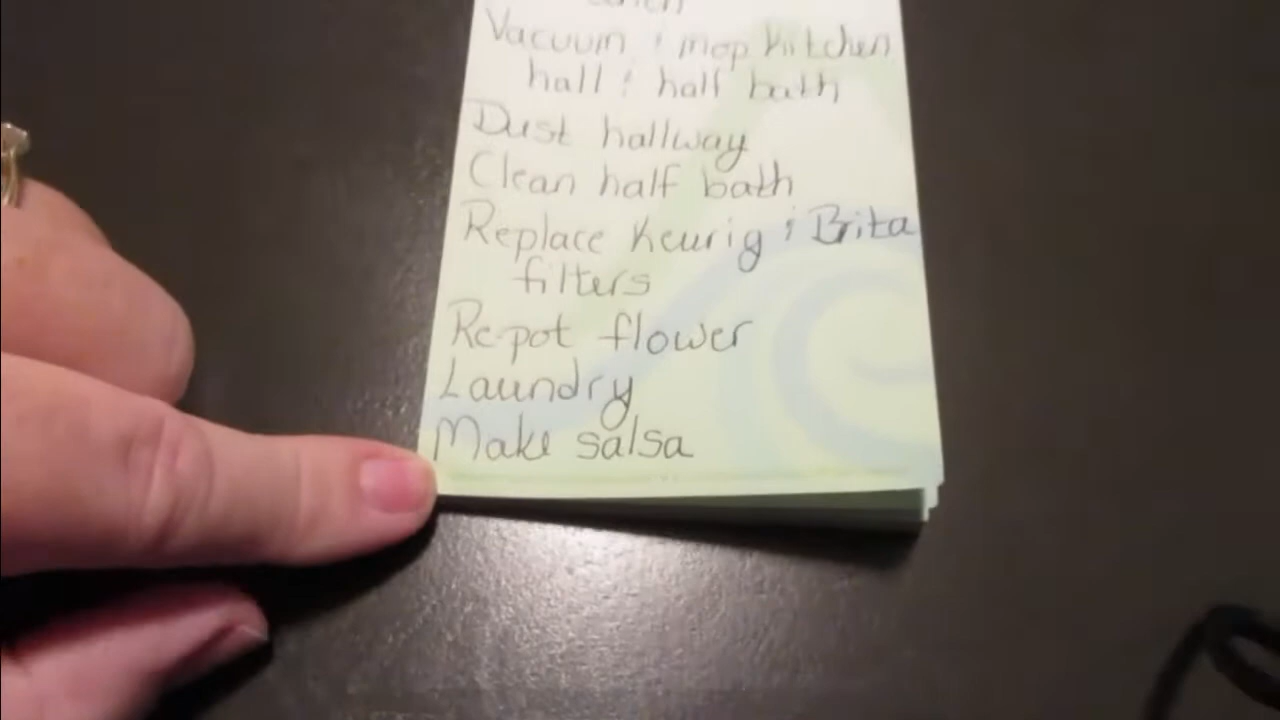 Vacuum & mop kitchen
hall & half bath
Dust hallway
Clean half bath
Replace Keurig & Brita
filters
Re-pot flower
Laundry
Make salsa